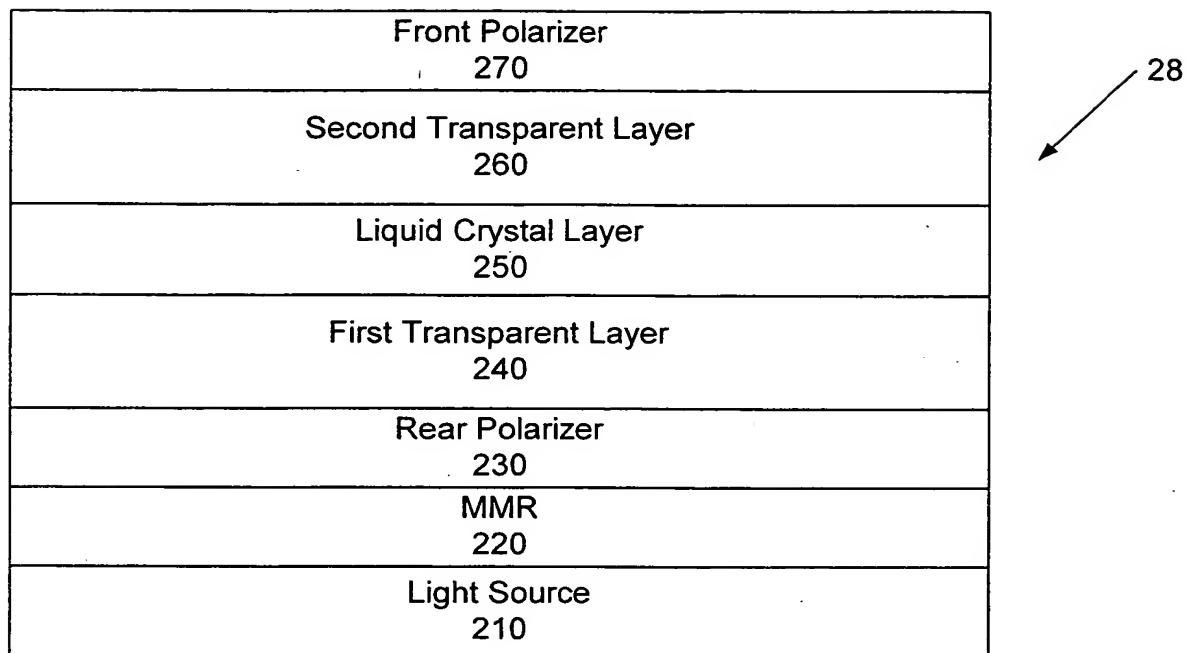 Front Polarizer
270
28
Second Transparent Layer
260
Liquid Crystal Layer
250
First Transparent Layer
240
Rear Polarizer
230
MMR
220
Light Source
210